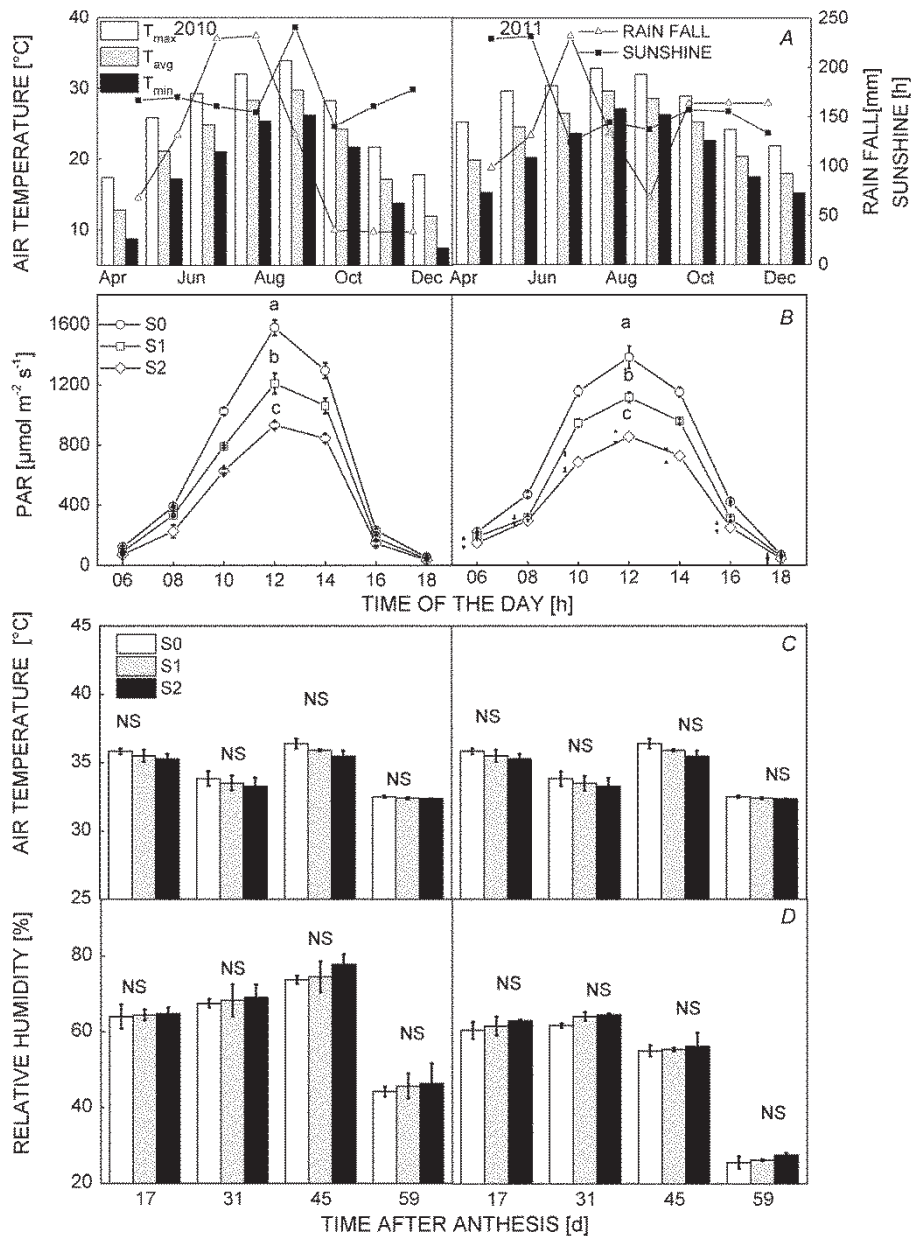 2010
T_max
T_avg
T_min
2011
RAIN FALL
SUNSHINE
A
AIR TEMPERATURE [°C]
40
30
20
10
250
200
150
100
50
0
RAIN FALL[mm]
SUNSHINE [h]
Apr Jun Aug Oct Dec
Apr Jun Aug Oct Dec
PAR [µmol m⁻² s⁻¹]
1600
1200
800
400
0
S0
S1
S2
a
b
c
a
b
c
B
06 08 10 12 14 16 18
06 08 10 12 14 16 18
TIME OF THE DAY [h]
AIR TEMPERATURE [°C]
45
40
35
30
25
S0
S1
S2
NS
NS
NS
NS
NS
NS
NS
NS
C
RELATIVE HUMIDITY [%]
80
60
40
20
NS
NS
NS
NS
NS
NS
NS
NS
D
17 31 45 59
17 31 45 59
TIME AFTER ANTHESIS [d]